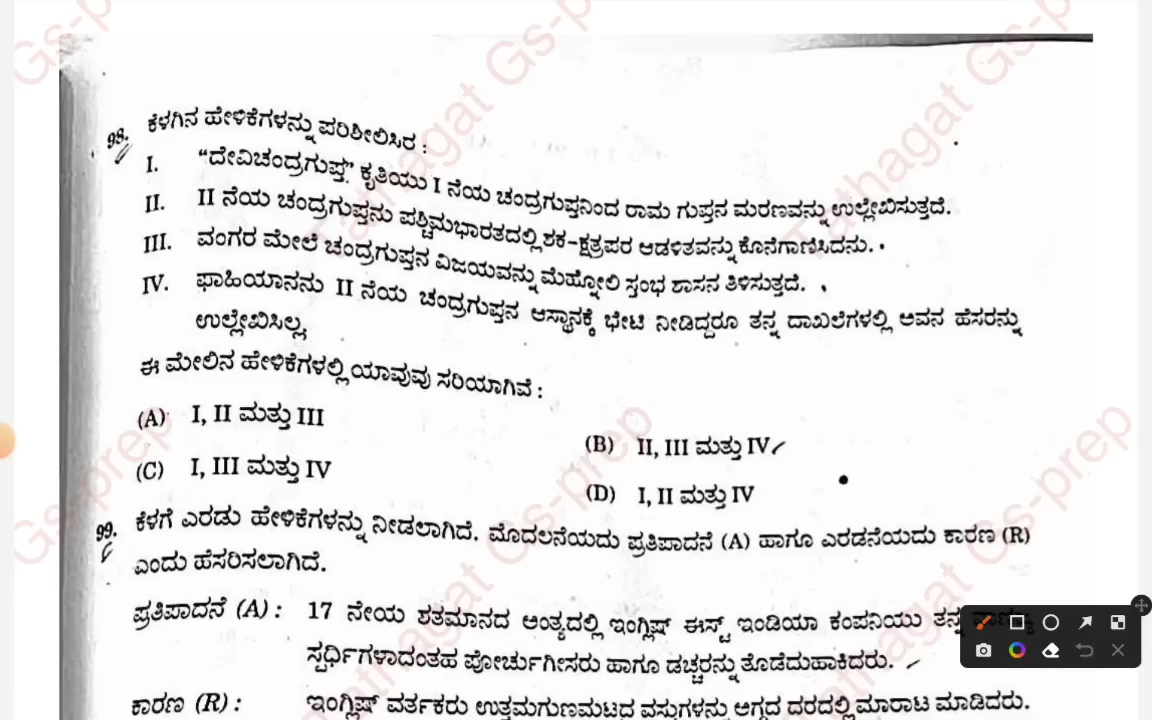 98. ಕೆಳಗಿನ ಹೇಳಿಕೆಗಳನ್ನು ಪರಿಶೀಲಿಸಿರ :
I. “ದೇವಿಚಂದ್ರಗುಪ್ತ” ಕೃತಿಯು I ನೆಯ ಚಂದ್ರಗುಪ್ತನಿಂದ ರಾಮ ಗುಪ್ತನ ಮರಣವನ್ನು ಉಲ್ಲೇಖಿಸುತ್ತದೆ.
II. II ನೆಯ ಚಂದ್ರಗುಪ್ತನು ಪಶ್ಚಿಮಭಾರತದಲ್ಲಿ ಶಕ-ಕ್ಷತ್ರಪರ ಆಡಳಿತವನ್ನು ಕೊನೆಗಾಣಿಸಿದನು.
III. ವಂಗರ ಮೇಲೆ ಚಂದ್ರಗುಪ್ತನ ವಿಜಯವನ್ನು ಮೆಹ್ರೋಲಿ ಸ್ತಂಭ ಶಾಸನ ತಿಳಿಸುತ್ತದೆ.
IV. ಫಾಹಿಯಾನನು II ನೆಯ ಚಂದ್ರಗುಪ್ತನ ಆಸ್ಥಾನಕ್ಕೆ ಭೇಟಿ ನೀಡಿದ್ದರೂ ತನ್ನ ದಾಖಲೆಗಳಲ್ಲಿ ಅವನ ಹೆಸರನ್ನು
ಉಲ್ಲೇಖಿಸಿಲ್ಲ.
ಈ ಮೇಲಿನ ಹೇಳಿಕೆಗಳಲ್ಲಿ ಯಾವುವು ಸರಿಯಾಗಿವೆ :
(A) I, II ಮತ್ತು III
(B) II, III ಮತ್ತು IV
(C) I, III ಮತ್ತು IV
(D) I, II ಮತ್ತು IV
99. ಕೆಳಗೆ ಎರಡು ಹೇಳಿಕೆಗಳನ್ನು ನೀಡಲಾಗಿದೆ. ಮೊದಲನೆಯದು ಪ್ರತಿಪಾದನೆ (A) ಹಾಗೂ ಎರಡನೆಯದು ಕಾರಣ (R)
ಎಂದು ಹೆಸರಿಸಲಾಗಿದೆ.
ಪ್ರತಿಪಾದನೆ (A) : 17 ನೇಯ ಶತಮಾನದ ಅಂತ್ಯದಲ್ಲಿ ಇಂಗ್ಲಿಷ್ ಈಸ್ಟ್ ಇಂಡಿಯಾ ಕಂಪನಿಯು ತನ್ನ
ಸ್ಪರ್ಧಿಗಳಾದಂತಹ ಪೋರ್ಚುಗೀಸರು ಹಾಗೂ ಡಚ್ಚರನ್ನು ತೊಡೆದುಹಾಕಿದರು.
ಕಾರಣ (R) : ಇಂಗ್ಲಿಷ್ ವರ್ತಕರು ಉತ್ತಮಗುಣಮಟ್ಟದ ವಸ್ತುಗಳನ್ನು ಅಗ್ಗದ ದರದಲ್ಲಿ ಮಾರಾಟ ಮಾಡಿದರು.
Tathagat Gs-prep